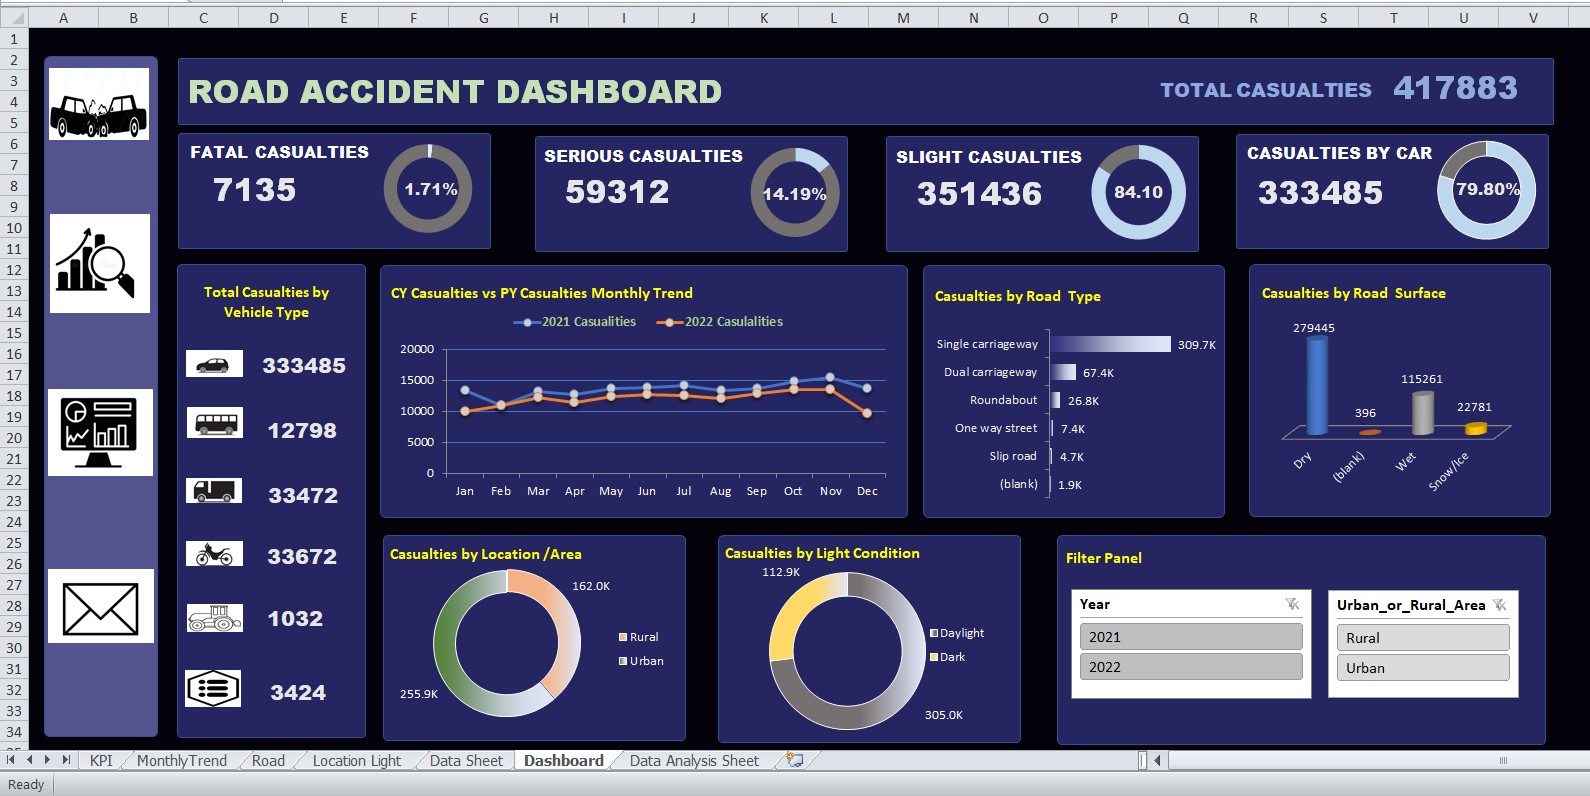 A B C D E F G H I J K L M N O P Q R S T U V
1
2
3
4
5
6
7
8
9
10
11
12
13
14
15
16
17
18
19
20
21
22
23
24
25
26
27
28
29
30
31
32
33
34
ROAD ACCIDENT DASHBOARD
TOTAL CASUALTIES 417883
FATAL CASUALTIES
7135
1.71%
SERIOUS CASUALTIES
59312
14.19%
SLIGHT CASUALTIES
351436
84.10
CASUALTIES BY CAR
333485
79.80%
Total Casualties by
Vehicle Type
333485
12798
33472
33672
1032
3424
CY Casualties vs PY Casualties Monthly Trend
2021 Casualities 2022 Casulalities
20000
15000
10000
5000
0
Jan Feb Mar Apr May Jun Jul Aug Sep Oct Nov Dec
Casualties by Road Type
Single carriageway 309.7K
Dual carriageway 67.4K
Roundabout 26.8K
One way street 7.4K
Slip road 4.7K
(blank) 1.9K
Casualties by Road Surface
279445
396
115261
22781
Dry (blank) Wet Snow/Ice
Casualties by Location /Area
162.0K
255.9K
Rural
Urban
Casualties by Light Condition
112.9K
305.0K
Daylight
Dark
Filter Panel
Year
2021
2022
Urban_or_Rural_Area
Rural
Urban
KPI MonthlyTrend Road Location Light Data Sheet Dashboard Data Analysis Sheet
Ready